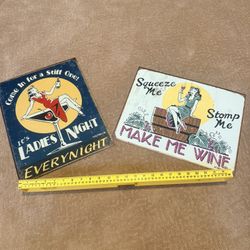 Come In for a Stiff One!
It's
LADIES NIGHT
EVERYNIGHT
Squeeze
Me
Stomp
Me
MAKE ME WINE